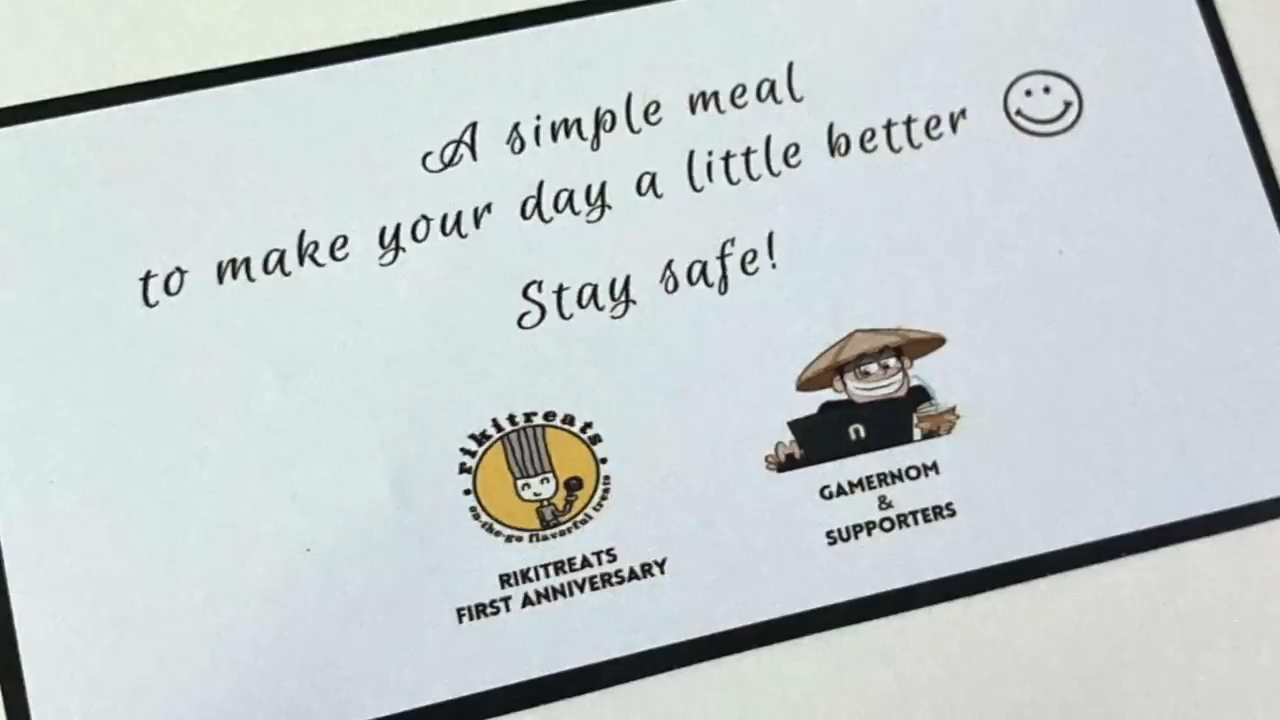 A simple meal
to make your day a little better
Stay safe!
rikitreats
on-the-go flavorful treats
RIKITREATS
FIRST ANNIVERSARY
n
GAMERNOM
&
SUPPORTERS